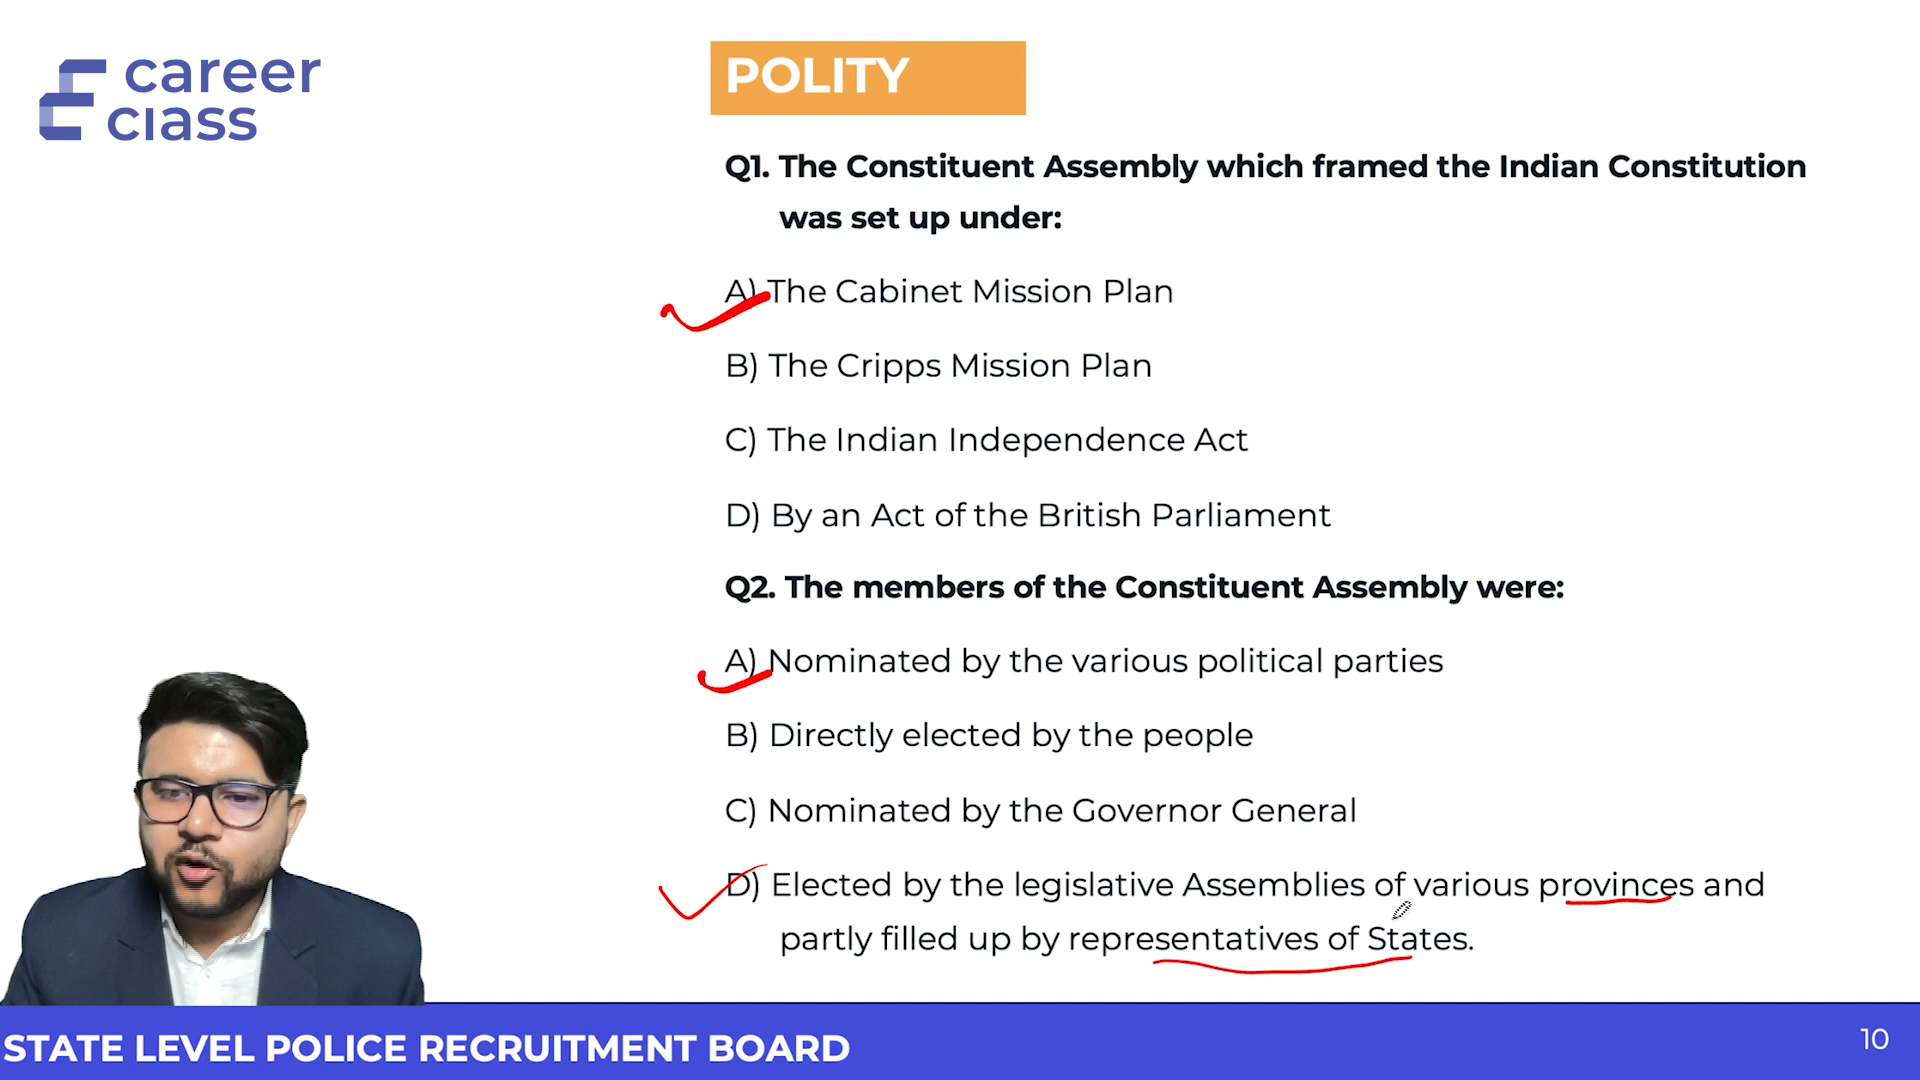 career
class
POLITY
Q1. The Constituent Assembly which framed the Indian Constitution
was set up under:
A) The Cabinet Mission Plan
B) The Cripps Mission Plan
C) The Indian Independence Act
D) By an Act of the British Parliament
Q2. The members of the Constituent Assembly were:
A) Nominated by the various political parties
B) Directly elected by the people
C) Nominated by the Governor General
D) Elected by the legislative Assemblies of various provinces and
partly filled up by representatives of States.
STATE LEVEL POLICE RECRUITMENT BOARD
10